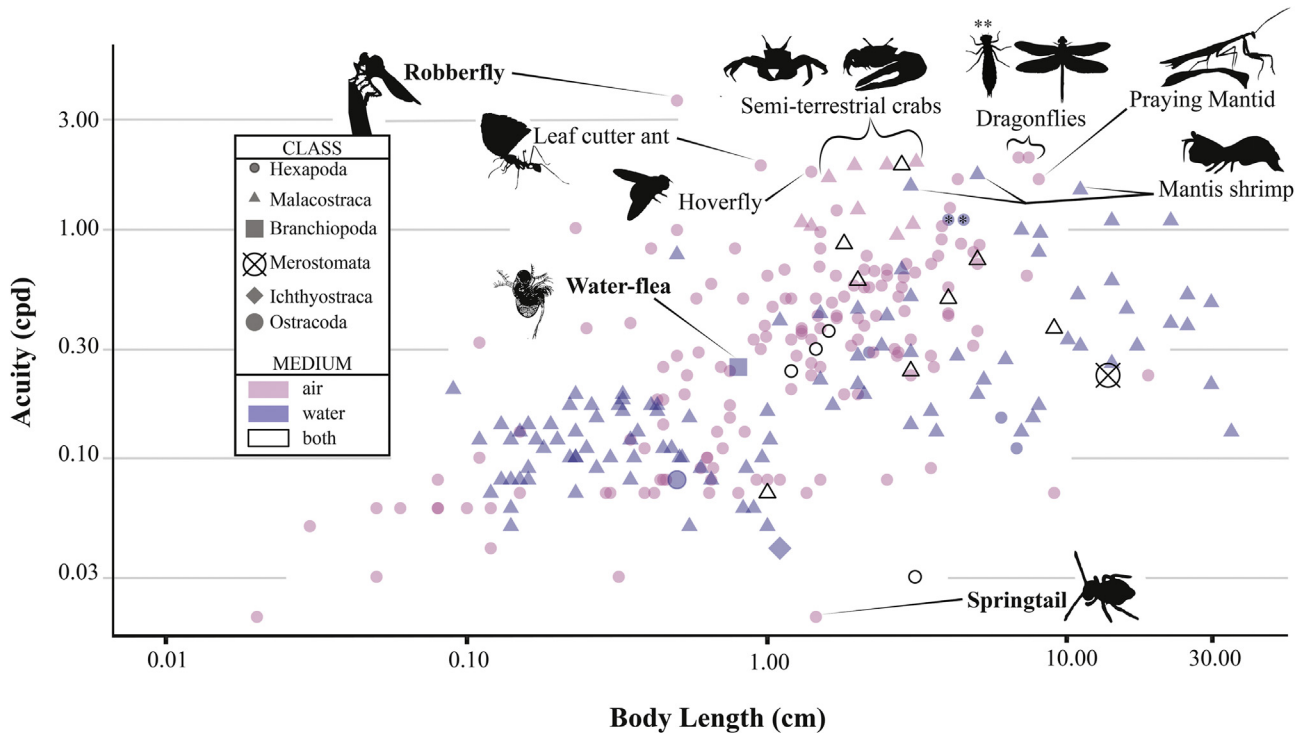 **
Robberfly
Semi-terrestrial crabs
Praying Mantid
Dragonflies
3.00
Leaf cutter ant
CLASS
Hexapoda
Malacostraca
Branchiopoda
Merostomata
Ichthyostraca
Ostracoda
MEDIUM
air
water
both
Hoverfly
Mantis shrimp
1.00
* *
Water-flea
Acuity (cpd)
0.30
0.10
0.03
Springtail
0.01
0.10
1.00
10.00
30.00
Body Length (cm)